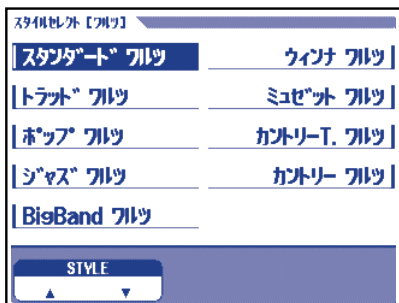 スタイルセレクト [ワルツ]
スタンダード ワルツ
トラッド ワルツ
ポップ ワルツ
ジャズ ワルツ
BigBand ワルツ
ウィンナ ワルツ
ミュゼット ワルツ
カントリーT. ワルツ
カントリー ワルツ
STYLE
▲ ▼